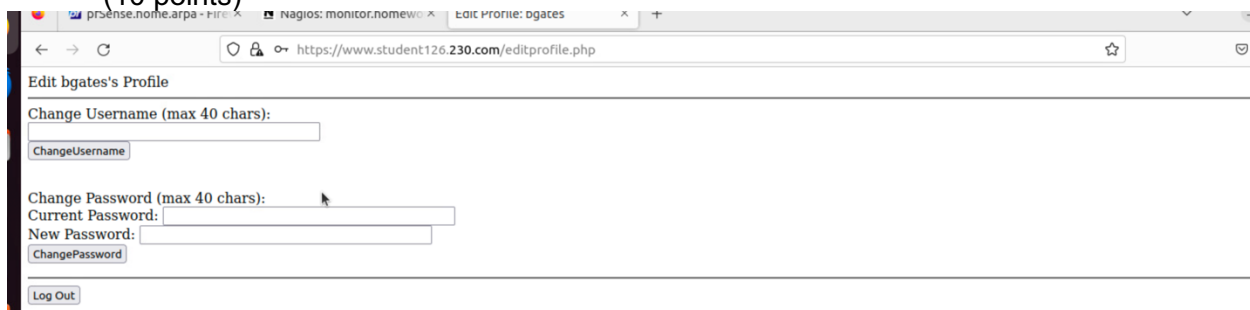 (10 points)
pfSense.home.arpa - Fire × Nagios: monitor.homewo × Edit Profile: bgates × +
https://www.student126.230.com/editprofile.php
Edit bgates's Profile
Change Username (max 40 chars):
ChangeUsername
Change Password (max 40 chars):
Current Password:
New Password:
ChangePassword
Log Out